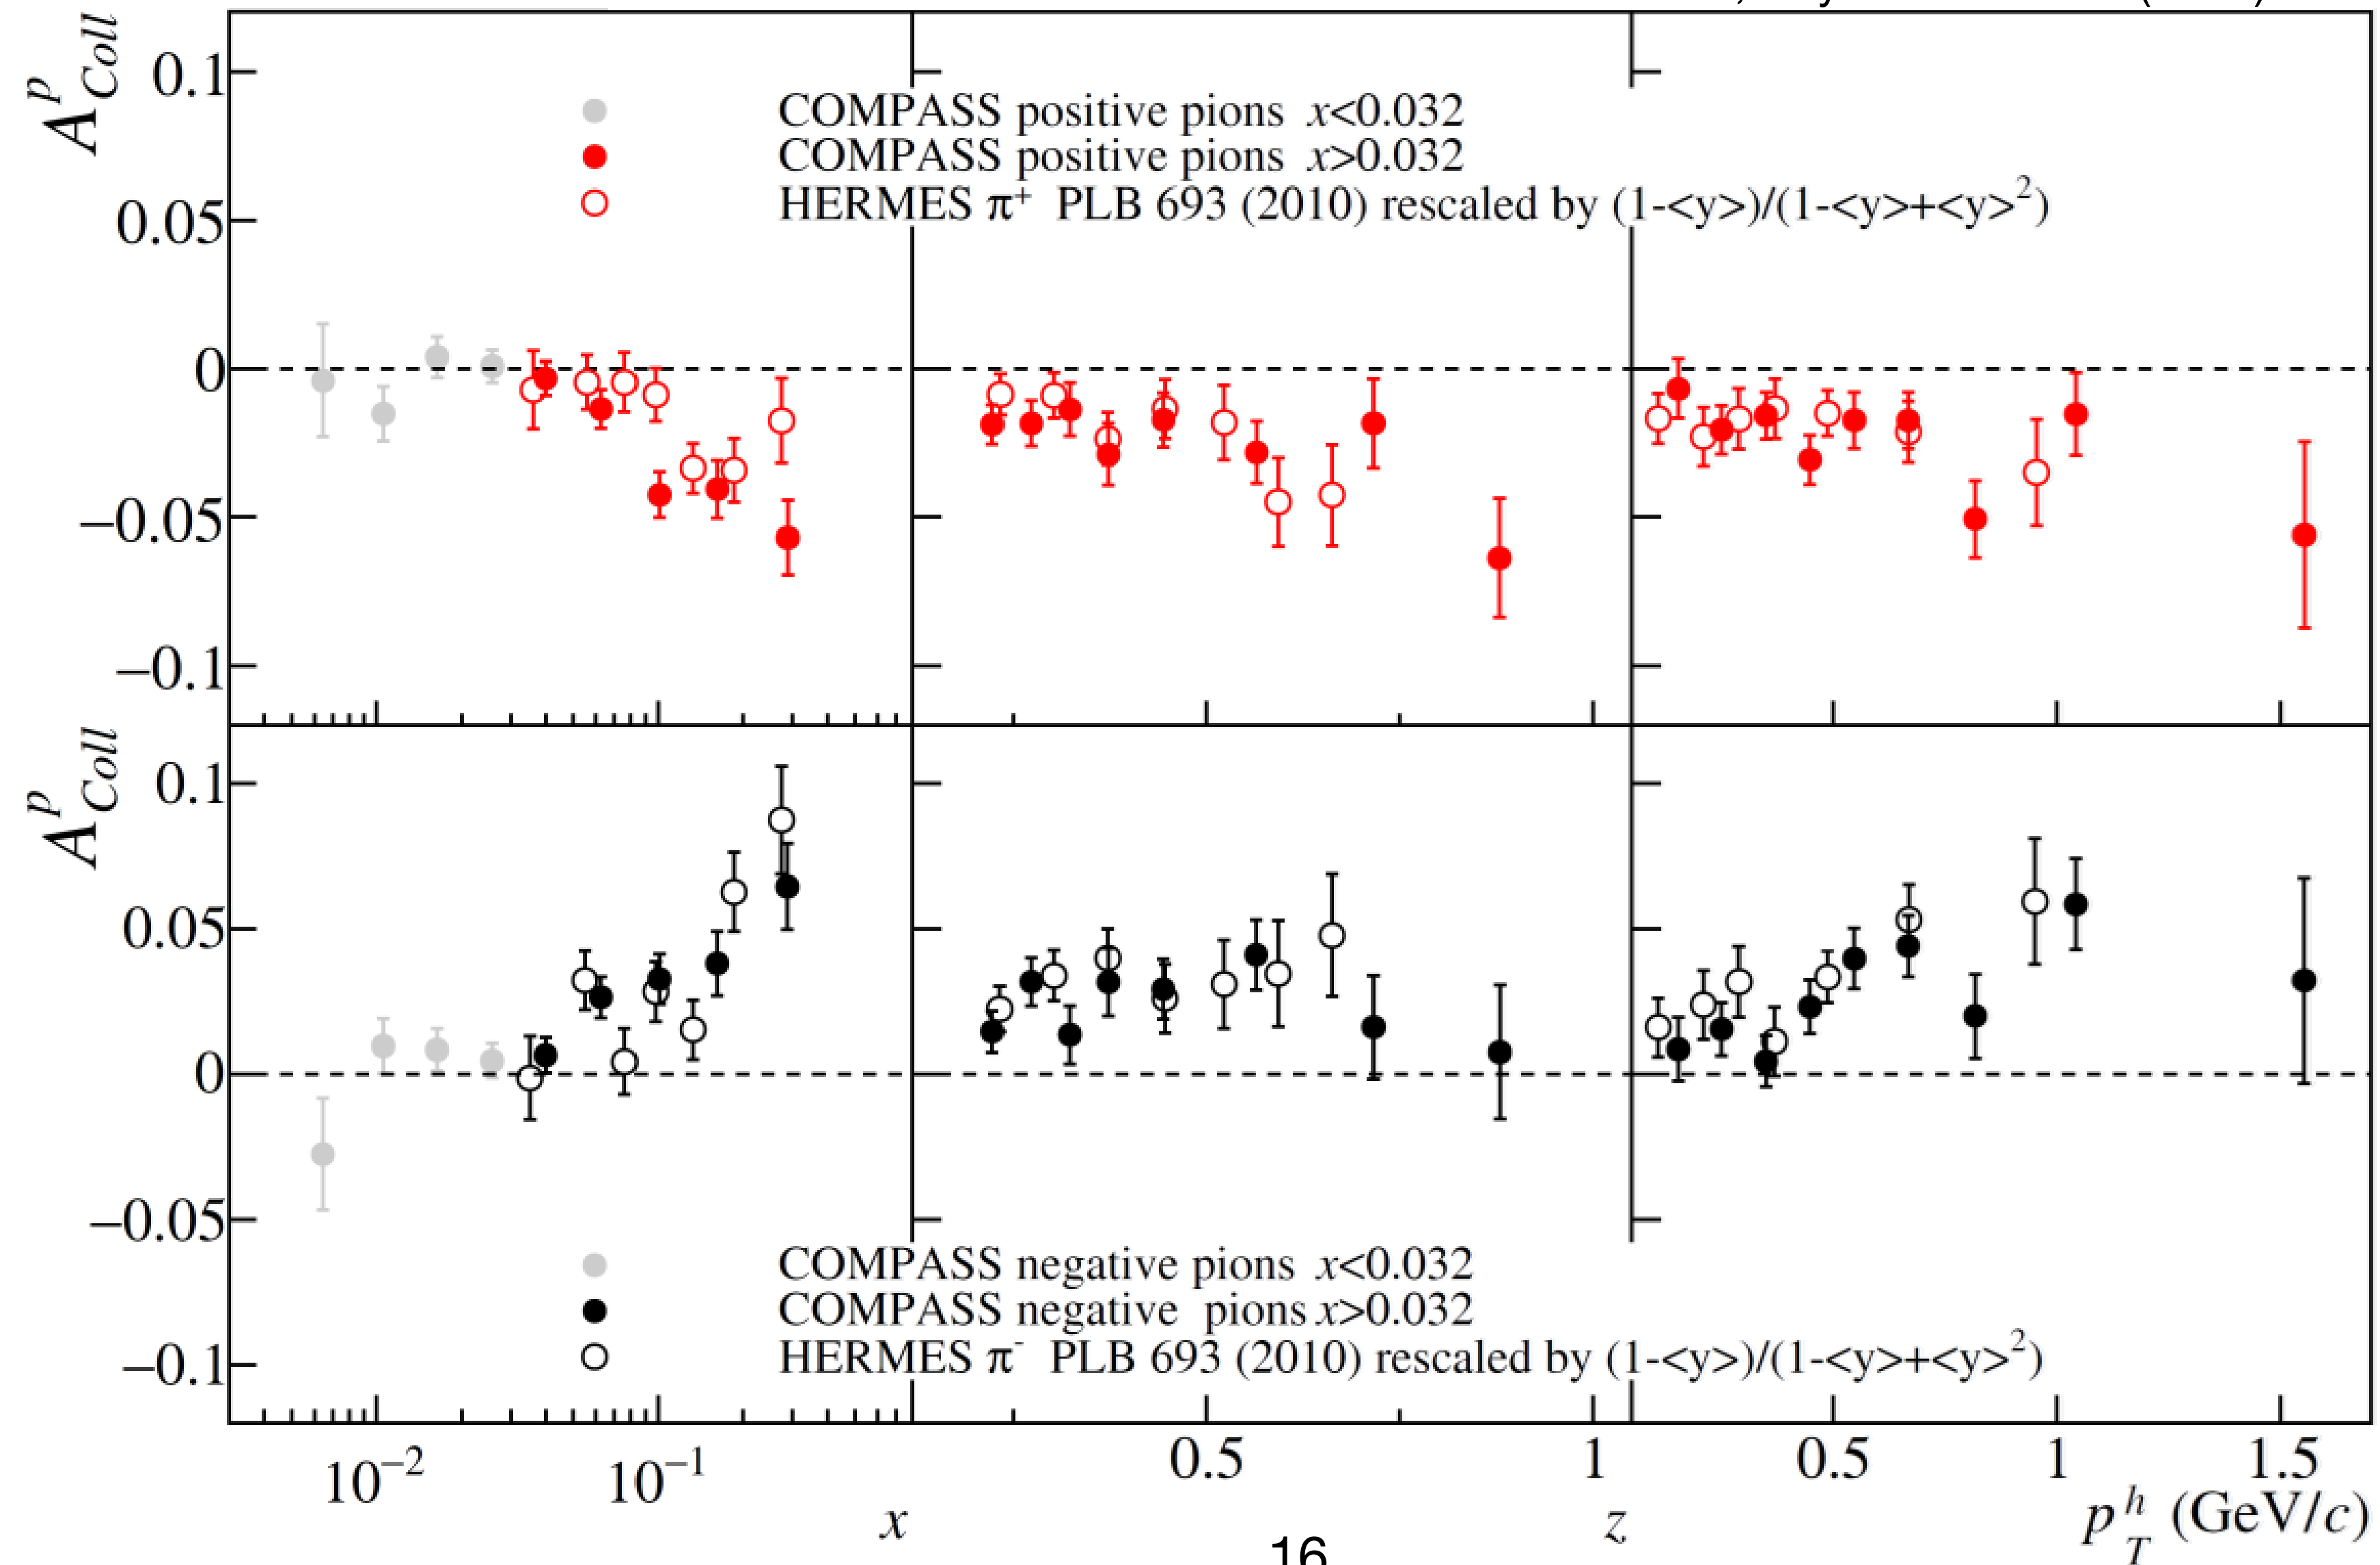 A^p_Coll
0.1
0.05
0
−0.05
−0.1
COMPASS positive pions x<0.032
COMPASS positive pions x>0.032
HERMES π⁺ PLB 693 (2010) rescaled by (1-<y>)/(1-<y>+<y>²)
A^p_Coll
0.1
0.05
0
−0.05
−0.1
COMPASS negative pions x<0.032
COMPASS negative pions x>0.032
HERMES π⁻ PLB 693 (2010) rescaled by (1-<y>)/(1-<y>+<y>²)
10⁻² 10⁻¹ 0.5 1 0.5 1 1.5
x z p_T^h (GeV/c)
16